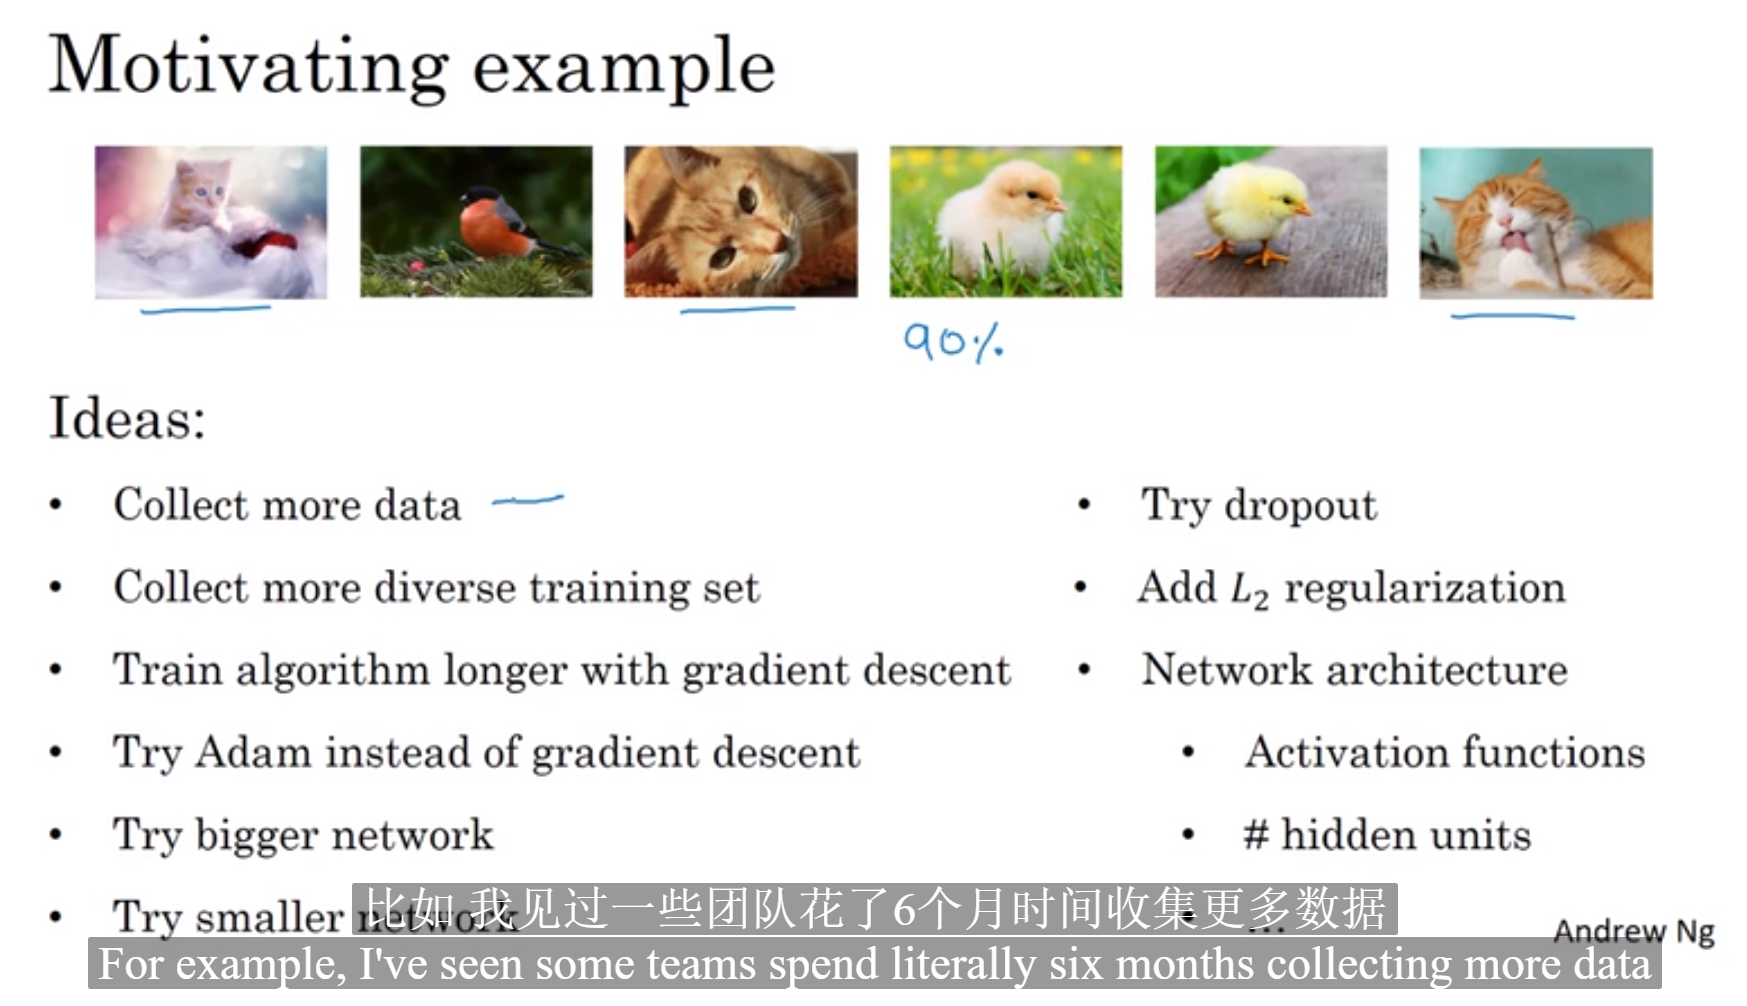 Motivating example
90%
Ideas:
• Collect more data
• Collect more diverse training set
• Train algorithm longer with gradient descent
• Try Adam instead of gradient descent
• Try bigger network
• Try smaller network
• Try dropout
• Add L₂ regularization
• Network architecture
• Activation functions
• # hidden units
• ...
Andrew Ng
比如 我见过一些团队花了6个月时间收集更多数据
For example, I've seen some teams spend literally six months collecting more data